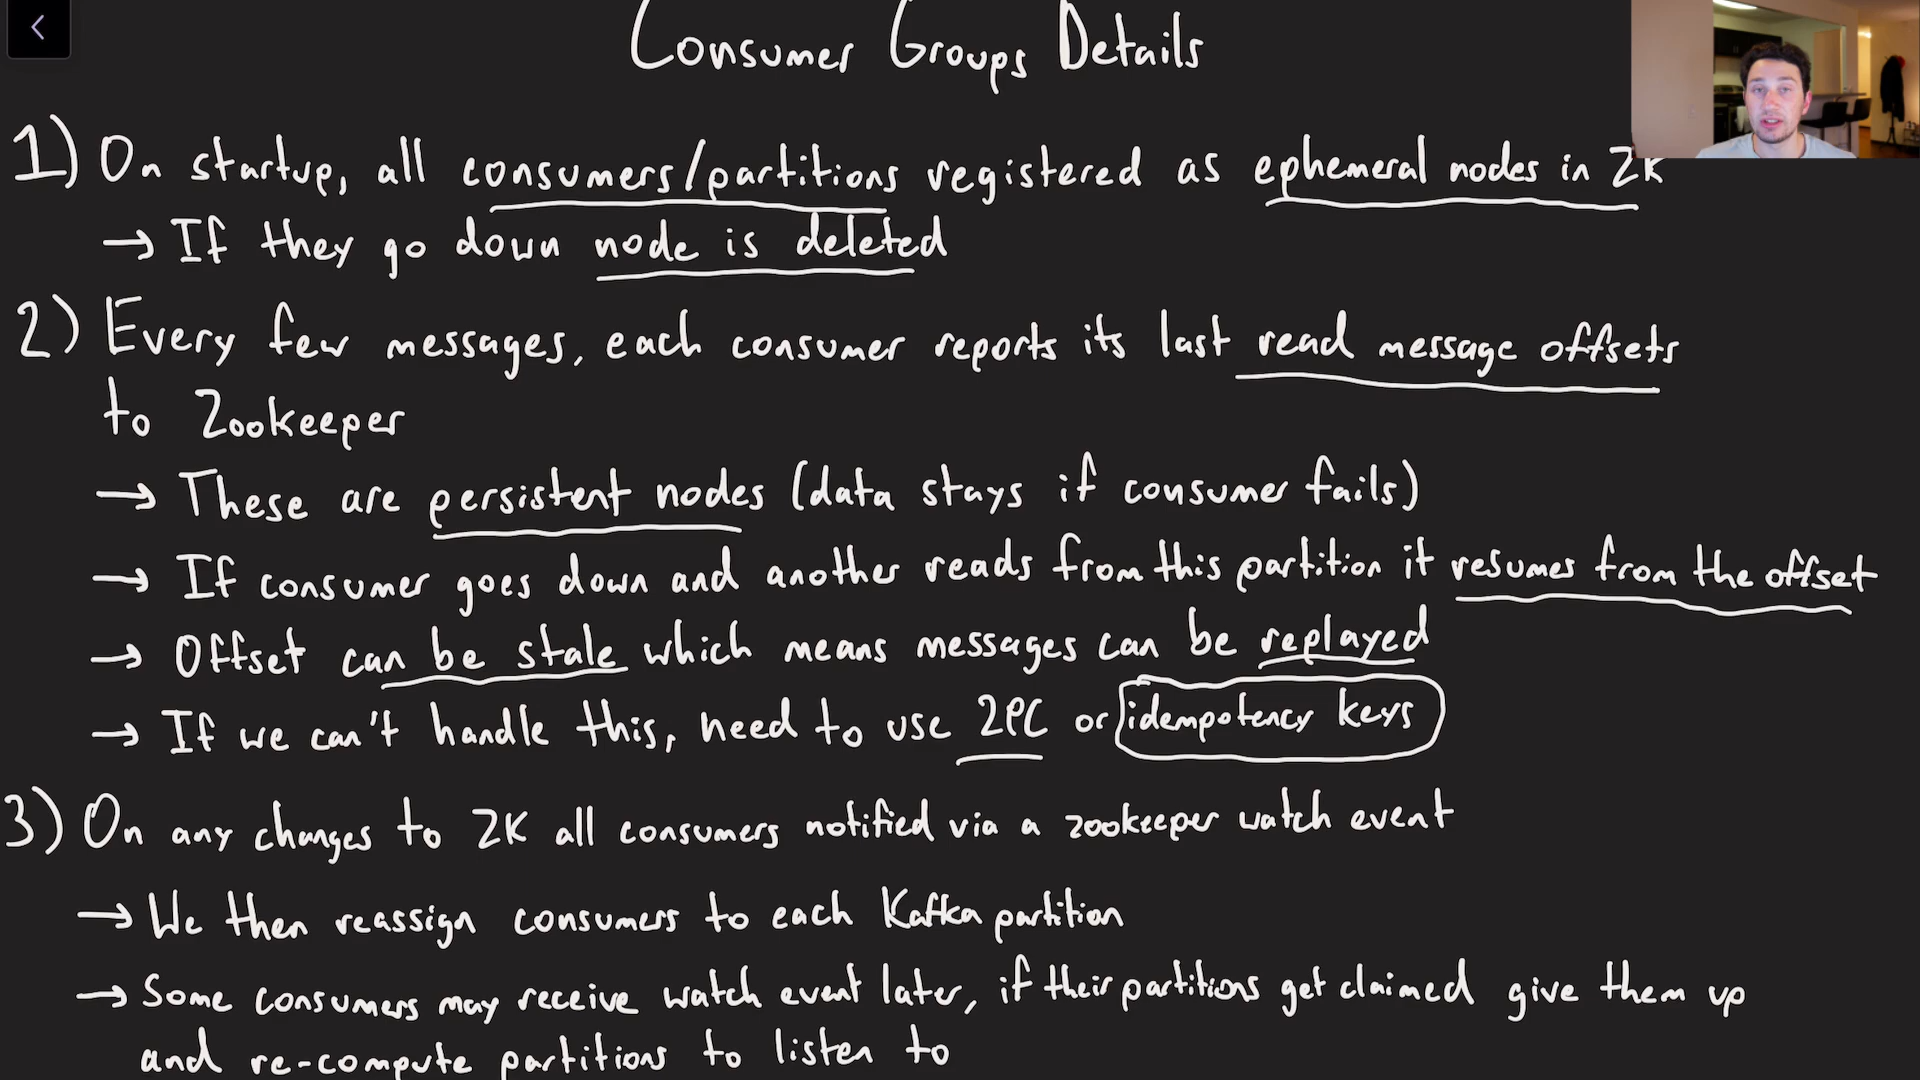 Consumer Groups Details
1) On startup, all consumers/partitions registered as ephemeral nodes in ZK
→ If they go down node is deleted
2) Every few messages, each consumer reports its last read message offsets
to Zookeeper
→ These are persistent nodes (data stays if consumer fails)
→ If consumer goes down and another reads from this partition it resumes from the offset
→ Offset can be stale which means messages can be replayed
→ If we can't handle this, need to use 2PC or idempotency keys
3) On any changes to ZK all consumers notified via a zookeeper watch event
→ We then reassign consumers to each Kafka partition
→ Some consumers may receive watch event later, if their partitions get claimed give them up
and re-compute partitions to listen to